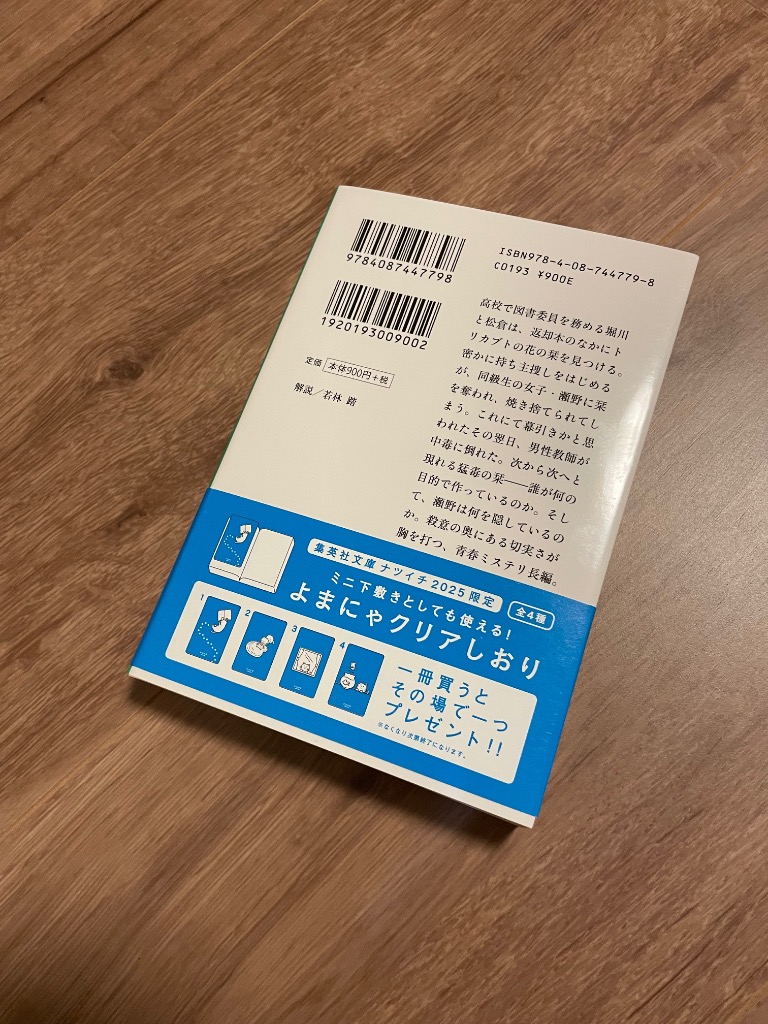 9784087447798
1920193009002
定価 本体900円+税
解説／若林 踏
ISBN978-4-08-744779-8
C0193 ¥900E
高校で図書委員を務める堀川
と松倉は、返却本のなかにト
リカブトの花の栞を見つける。
密かに持ち主捜しをはじめる
が、同級生の女子・瀬野に栞
を奪われ、焼き捨てられてし
まう。これにて幕引きかと思
われたその翌日、男性教師が
中毒に倒れた。次から次へと
現れる猛毒の栞――誰が何の
目的で作っているのか。そし
て、瀬野は何を隠しているの
か。殺意の奥にある切実さが
胸を打つ、青春ミステリ長編。
集英社文庫 ナツイチ2025限定
ミニ下敷きとしても使える！
全4種
よまにゃクリアしおり
1
2
3
4
一冊買うと
その場で一つ
プレゼント！！
※なくなり次第終了になります。